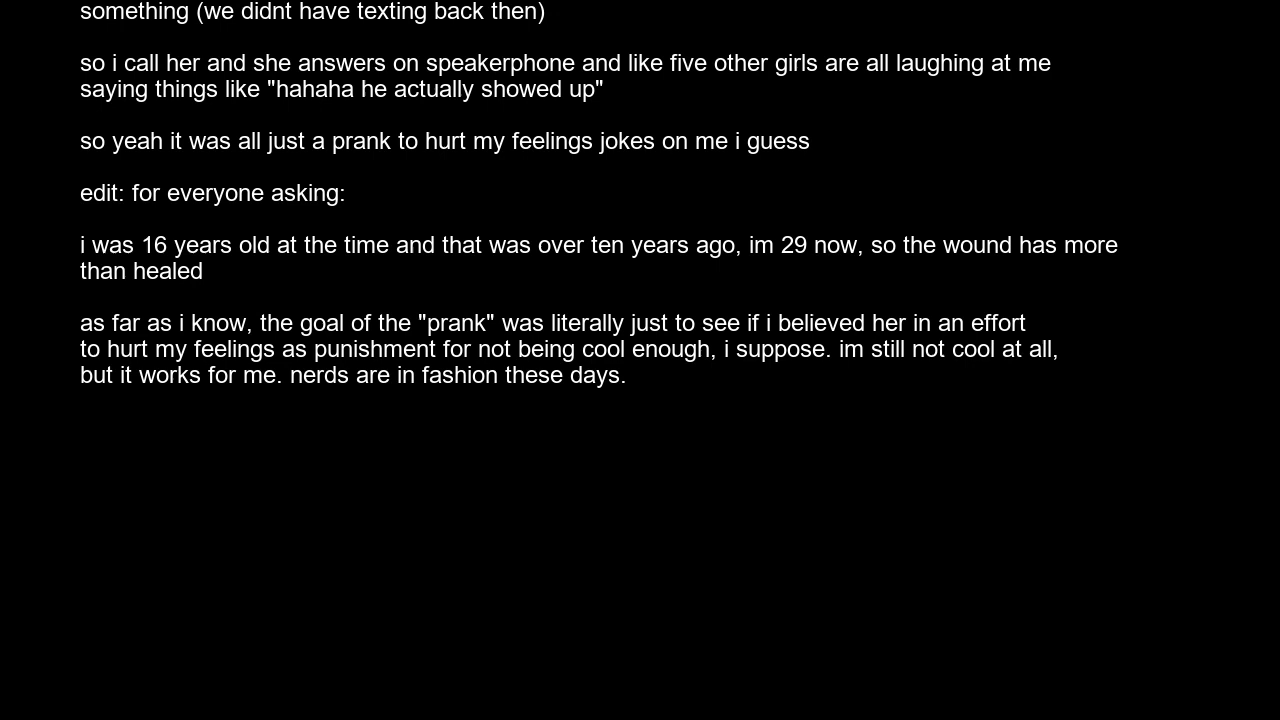 something (we didnt have texting back then)
so i call her and she answers on speakerphone and like five other girls are all laughing at me
saying things like "hahaha he actually showed up"
so yeah it was all just a prank to hurt my feelings jokes on me i guess
edit: for everyone asking:
i was 16 years old at the time and that was over ten years ago, im 29 now, so the wound has more
than healed
as far as i know, the goal of the "prank" was literally just to see if i believed her in an effort
to hurt my feelings as punishment for not being cool enough, i suppose. im still not cool at all,
but it works for me. nerds are in fashion these days.